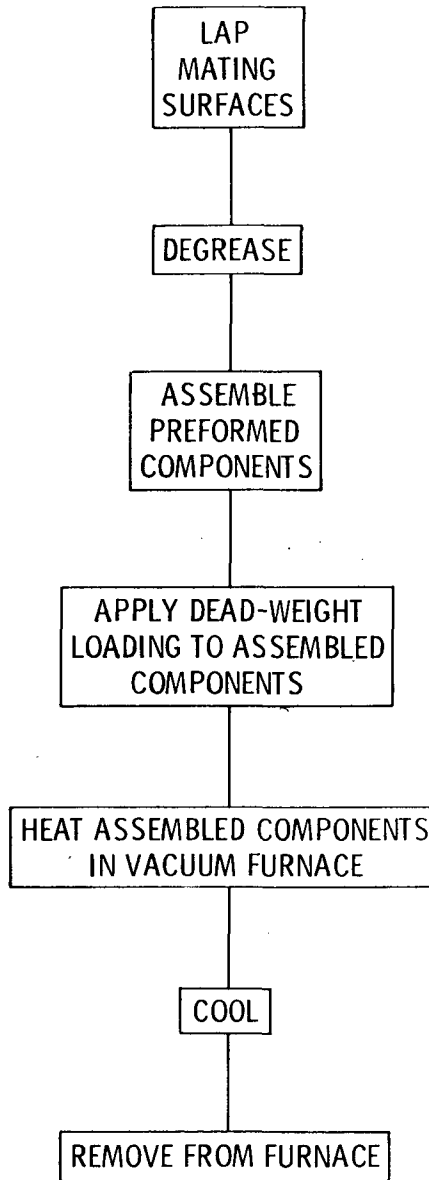 LAP
MATING
SURFACES
DEGREASE
ASSEMBLE
PREFORMED
COMPONENTS
APPLY DEAD-WEIGHT
LOADING TO ASSEMBLED
COMPONENTS
HEAT ASSEMBLED COMPONENTS
IN VACUUM FURNACE
COOL
REMOVE FROM FURNACE